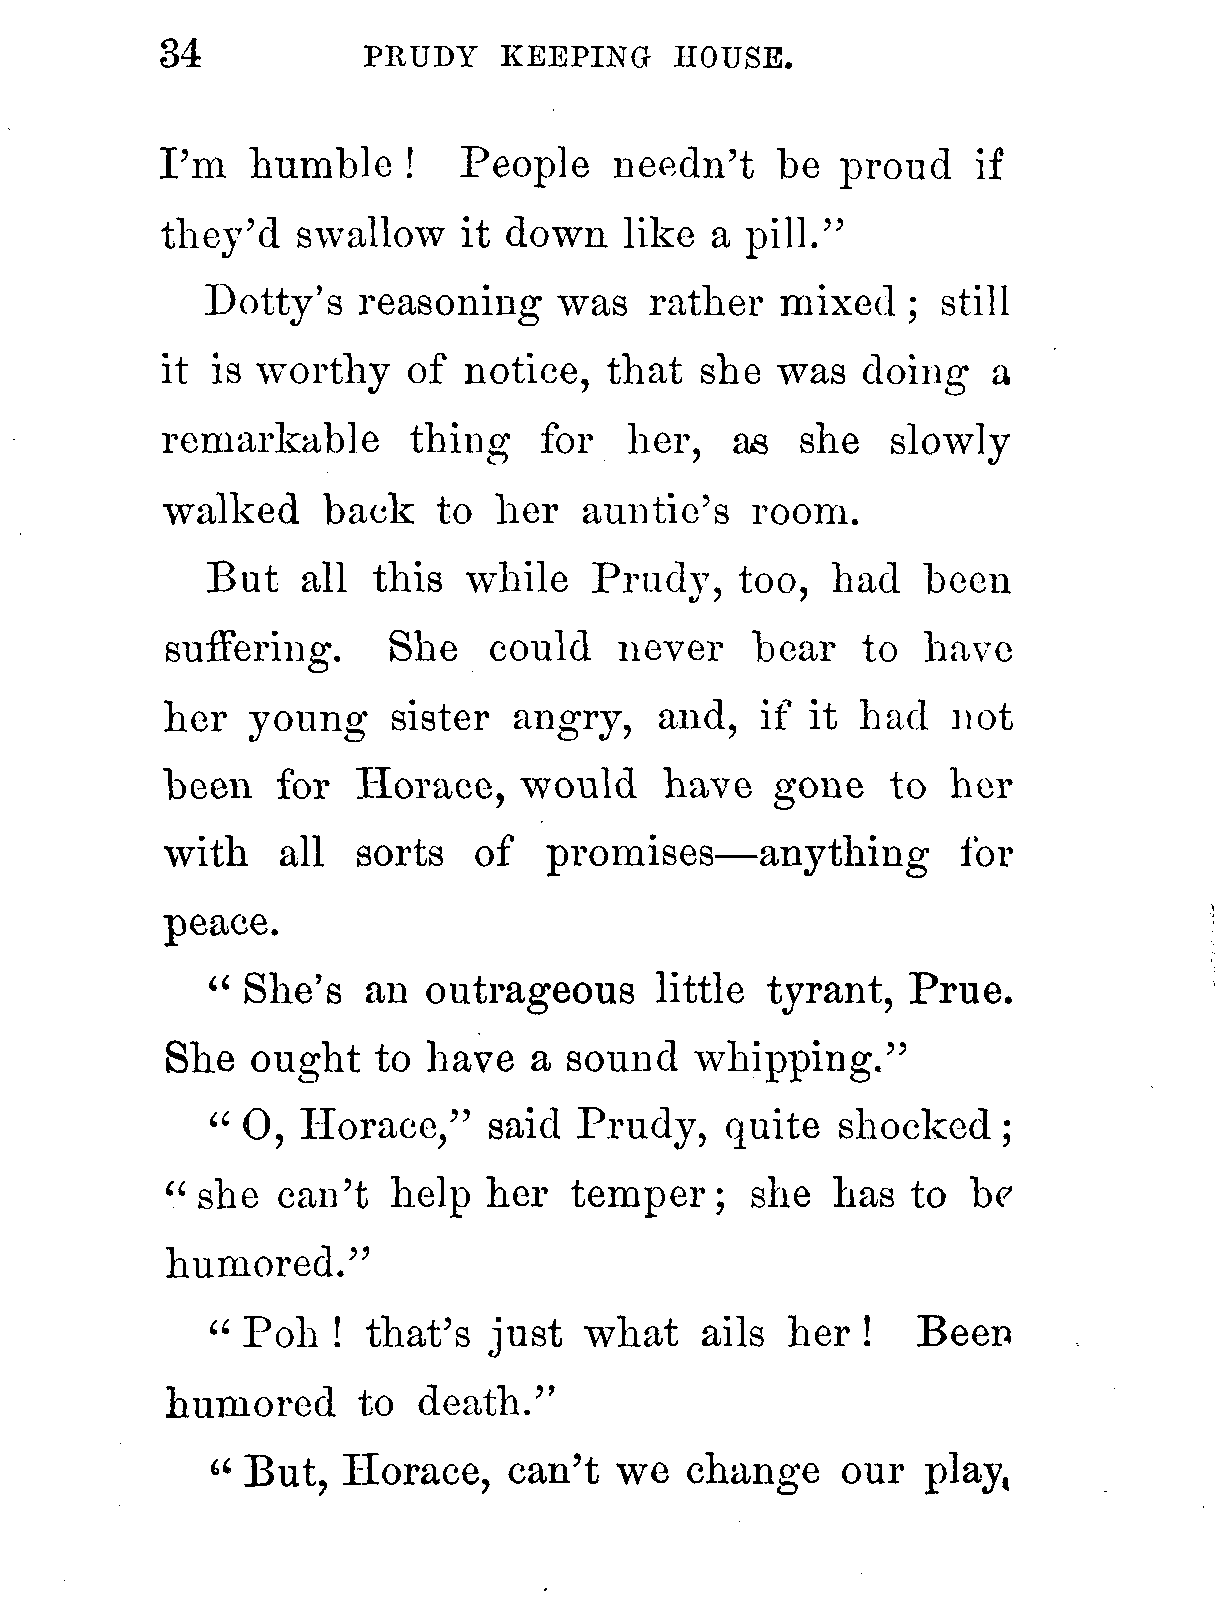 34 PRUDY KEEPING HOUSE.
I'm humble! People needn't be proud if
they'd swallow it down like a pill."
Dotty's reasoning was rather mixed; still
it is worthy of notice, that she was doing a
remarkable thing for her, as she slowly
walked back to her auntie's room.
But all this while Prudy, too, had been
suffering. She could never bear to have
her young sister angry, and, if it had not
been for Horace, would have gone to her
with all sorts of promises—anything for
peace.
"She's an outrageous little tyrant, Prue.
She ought to have a sound whipping."
"O, Horace," said Prudy, quite shocked;
"she can't help her temper; she has to be
humored."
"Poh! that's just what ails her! Been
humored to death."
"But, Horace, can't we change our play,